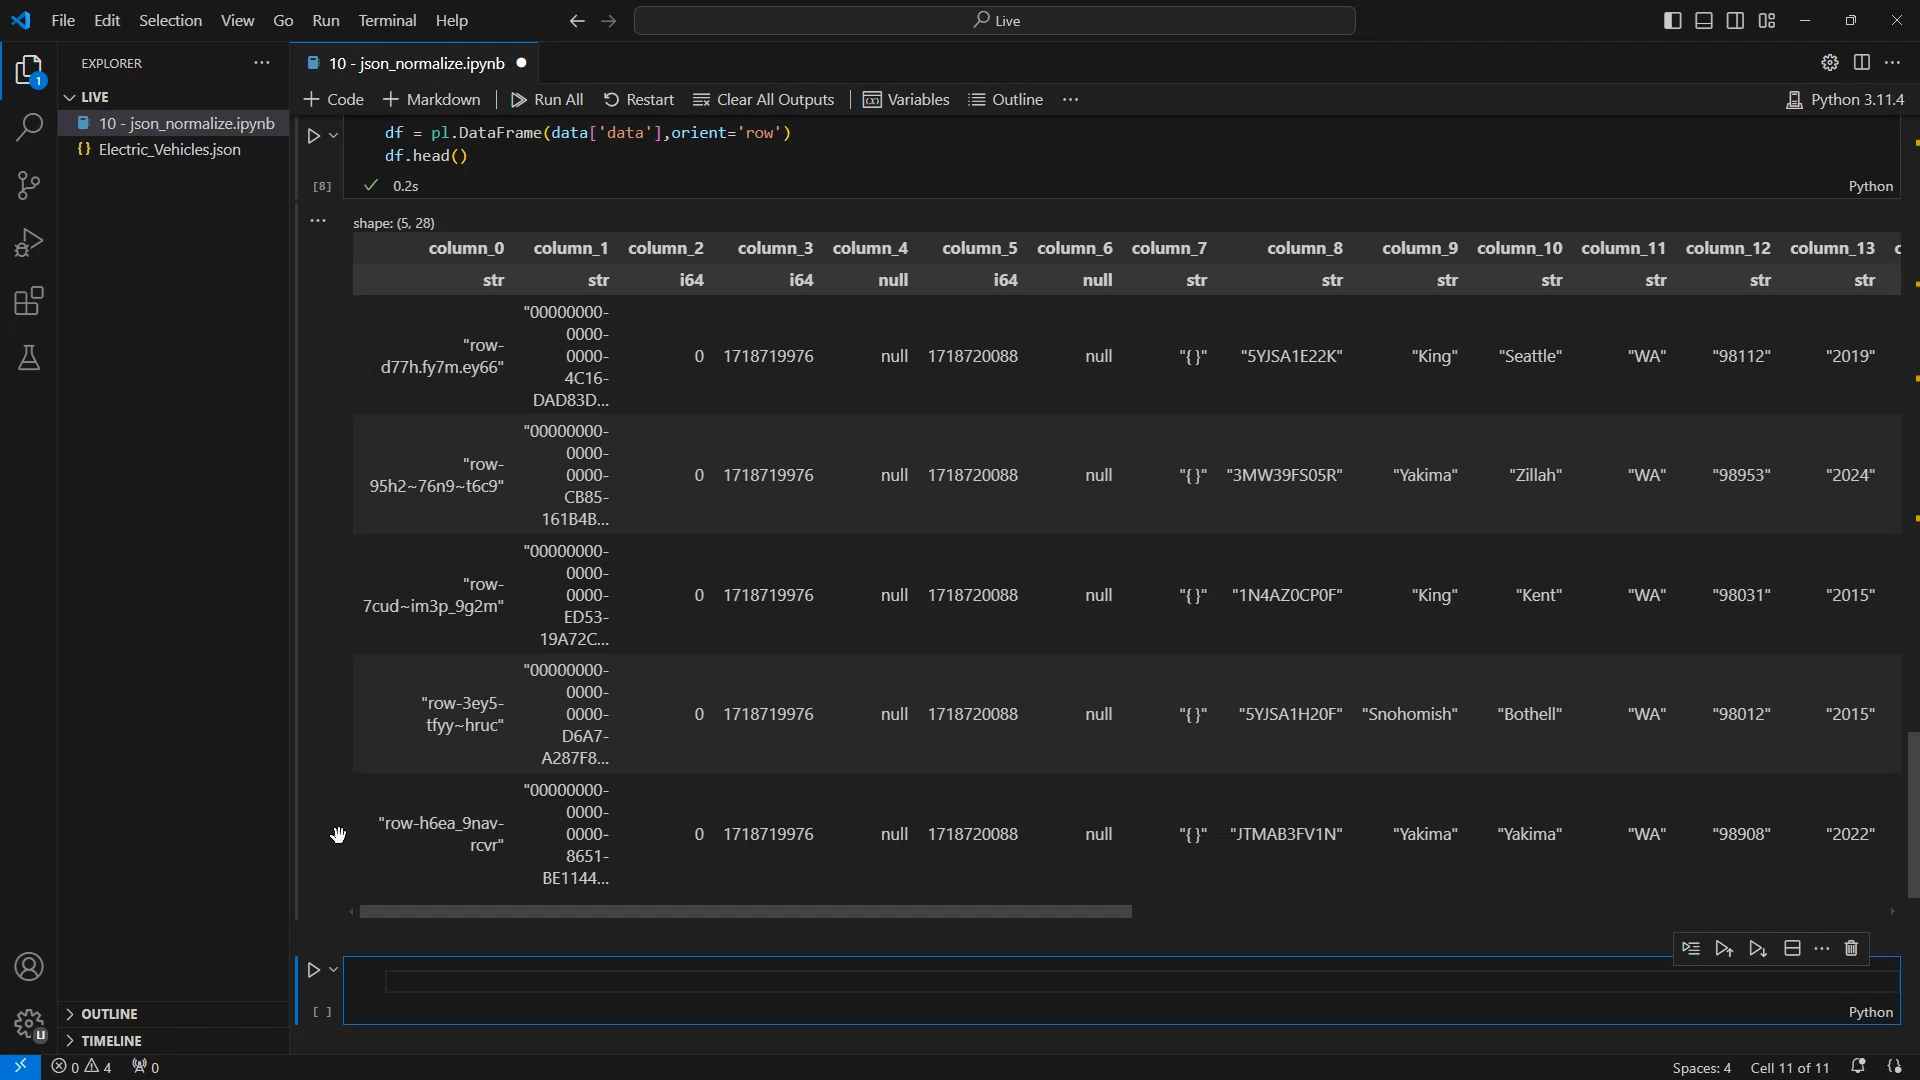 File Edit Selection View Go Run Terminal Help
Live
EXPLORER
LIVE
10 - json_normalize.ipynb
Electric_Vehicles.json
OUTLINE
TIMELINE
10 - json_normalize.ipynb
Code Markdown Run All Restart Clear All Outputs Variables Outline Python 3.11.4
df = pl.DataFrame(data['data'],orient='row')
df.head()
[8] 0.2s Python
shape: (5, 28)
column_0 column_1 column_2 column_3 column_4 column_5 column_6 column_7 column_8 column_9 column_10 column_11 column_12 column_13 c
str str i64 i64 null i64 null str str str str str str str
"row-d77h.fy7m.ey66" "00000000-0000-0000-4C16-DAD83D... 0 1718719976 null 1718720088 null "{ }" "5YJSA1E22K" "King" "Seattle" "WA" "98112" "2019"
"row-95h2~76n9~t6c9" "00000000-0000-0000-CB85-161B4B... 0 1718719976 null 1718720088 null "{ }" "3MW39FS05R" "Yakima" "Zillah" "WA" "98953" "2024"
"row-7cud~im3p_9g2m" "00000000-0000-0000-ED53-19A72C... 0 1718719976 null 1718720088 null "{ }" "1N4AZ0CP0F" "King" "Kent" "WA" "98031" "2015"
"row-3ey5-tfyy~hruc" "00000000-0000-0000-D6A7-A287F8... 0 1718719976 null 1718720088 null "{ }" "5YJSA1H20F" "Snohomish" "Bothell" "WA" "98012" "2015"
"row-h6ea_9nav-rcvr" "00000000-0000-0000-8651-BE1144... 0 1718719976 null 1718720088 null "{ }" "JTMAB3FV1N" "Yakima" "Yakima" "WA" "98908" "2022"
[ ] Python
0 4 0 Spaces: 4 Cell 11 of 11